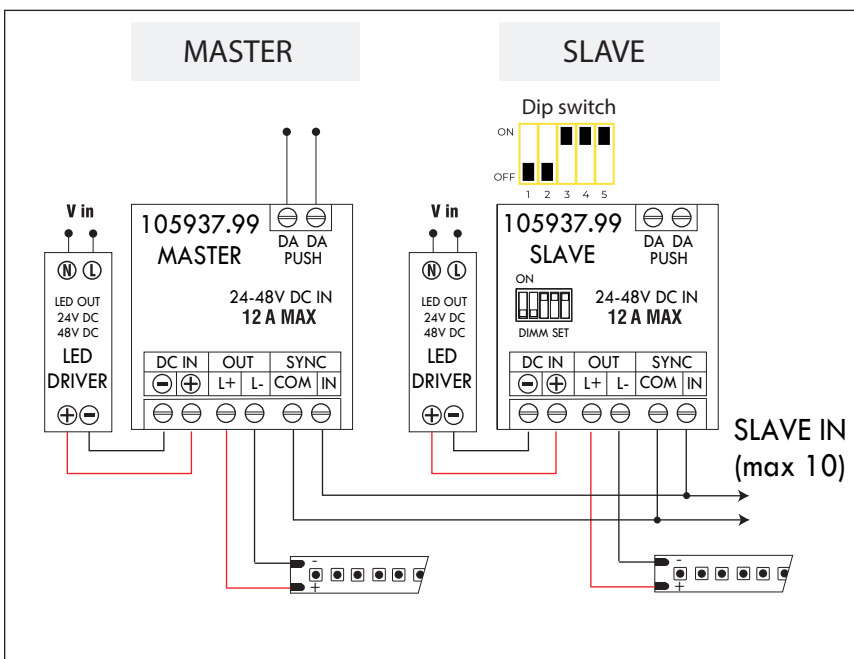 MASTER
SLAVE
Dip switch
ON
OFF
1 2 3 4 5
V in
N L
LED OUT
24V DC
48V DC
LED
DRIVER
+ -
105937.99
MASTER
DA DA
PUSH
24-48V DC IN
12 A MAX
DC IN OUT SYNC
- + L+ L- COM IN
V in
N L
LED OUT
24V DC
48V DC
LED
DRIVER
+ -
105937.99
SLAVE
DA DA
PUSH
ON
DIMM SET
24-48V DC IN
12 A MAX
DC IN OUT SYNC
- + L+ L- COM IN
SLAVE IN
(max 10)
-
+
-
+